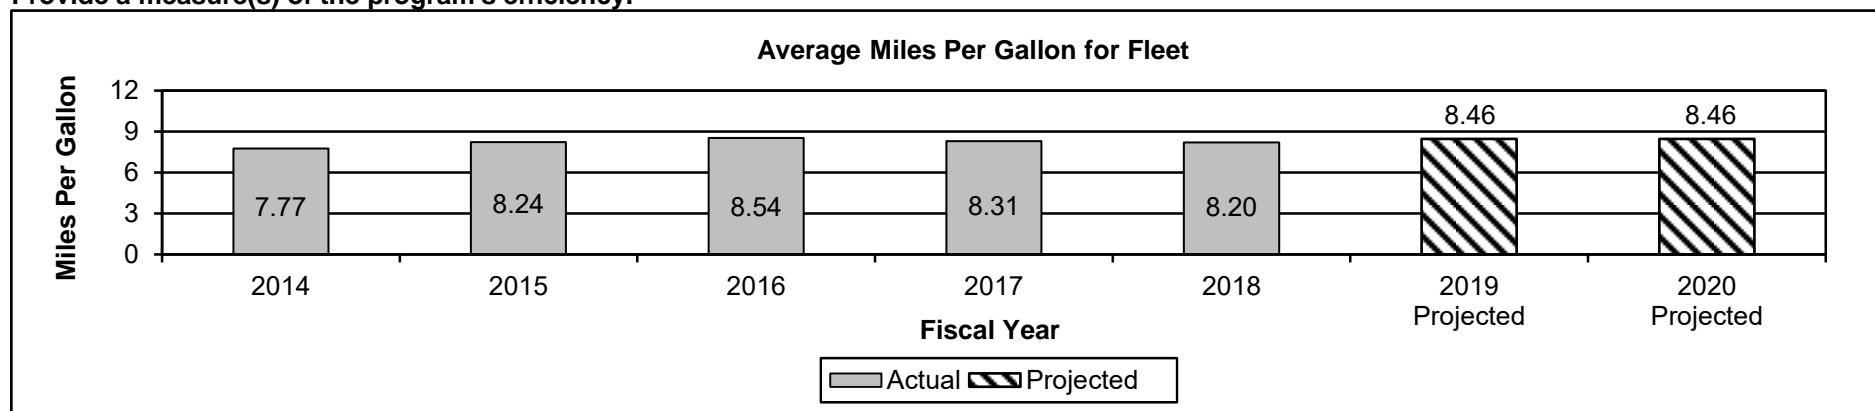 Provide a measure(s) of the program's efficiency.
Average Miles Per Gallon for Fleet
Miles Per Gallon
12
9
6
3
0
7.77
8.24
8.54
8.31
8.20
8.46
8.46
2014
2015
2016
2017
2018
2019
Projected
2020
Projected
Fiscal Year
Actual
Projected